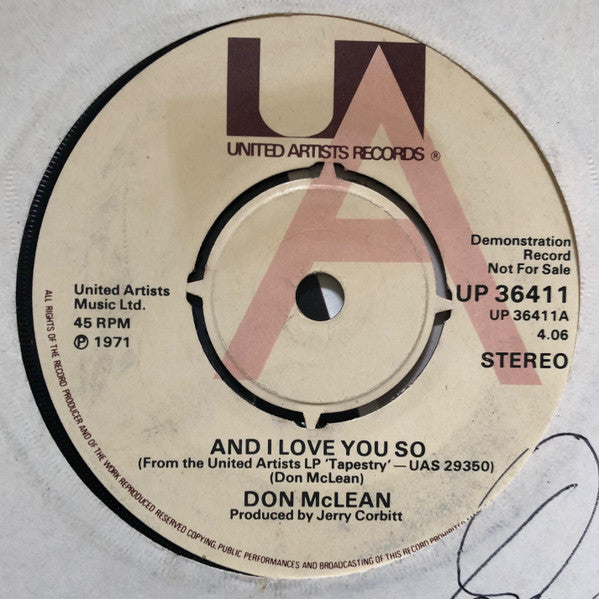 UA
UNITED ARTISTS RECORDS ®
A
Demonstration
Record
Not For Sale
UP 36411
UP 36411A
4.06
STEREO
United Artists
Music Ltd.
45 RPM
Ⓟ 1971
AND I LOVE YOU SO
(From the United Artists LP 'Tapestry'—UAS 29350)
(Don McLean)
DON McLEAN
Produced by Jerry Corbitt
ALL RIGHTS OF THE RECORD PRODUCER AND OF THE WORK REPRODUCED RESERVED COPYING, PUBLIC PERFORMANCES AND BROADCASTING OF THIS RECORD PROHIBITED